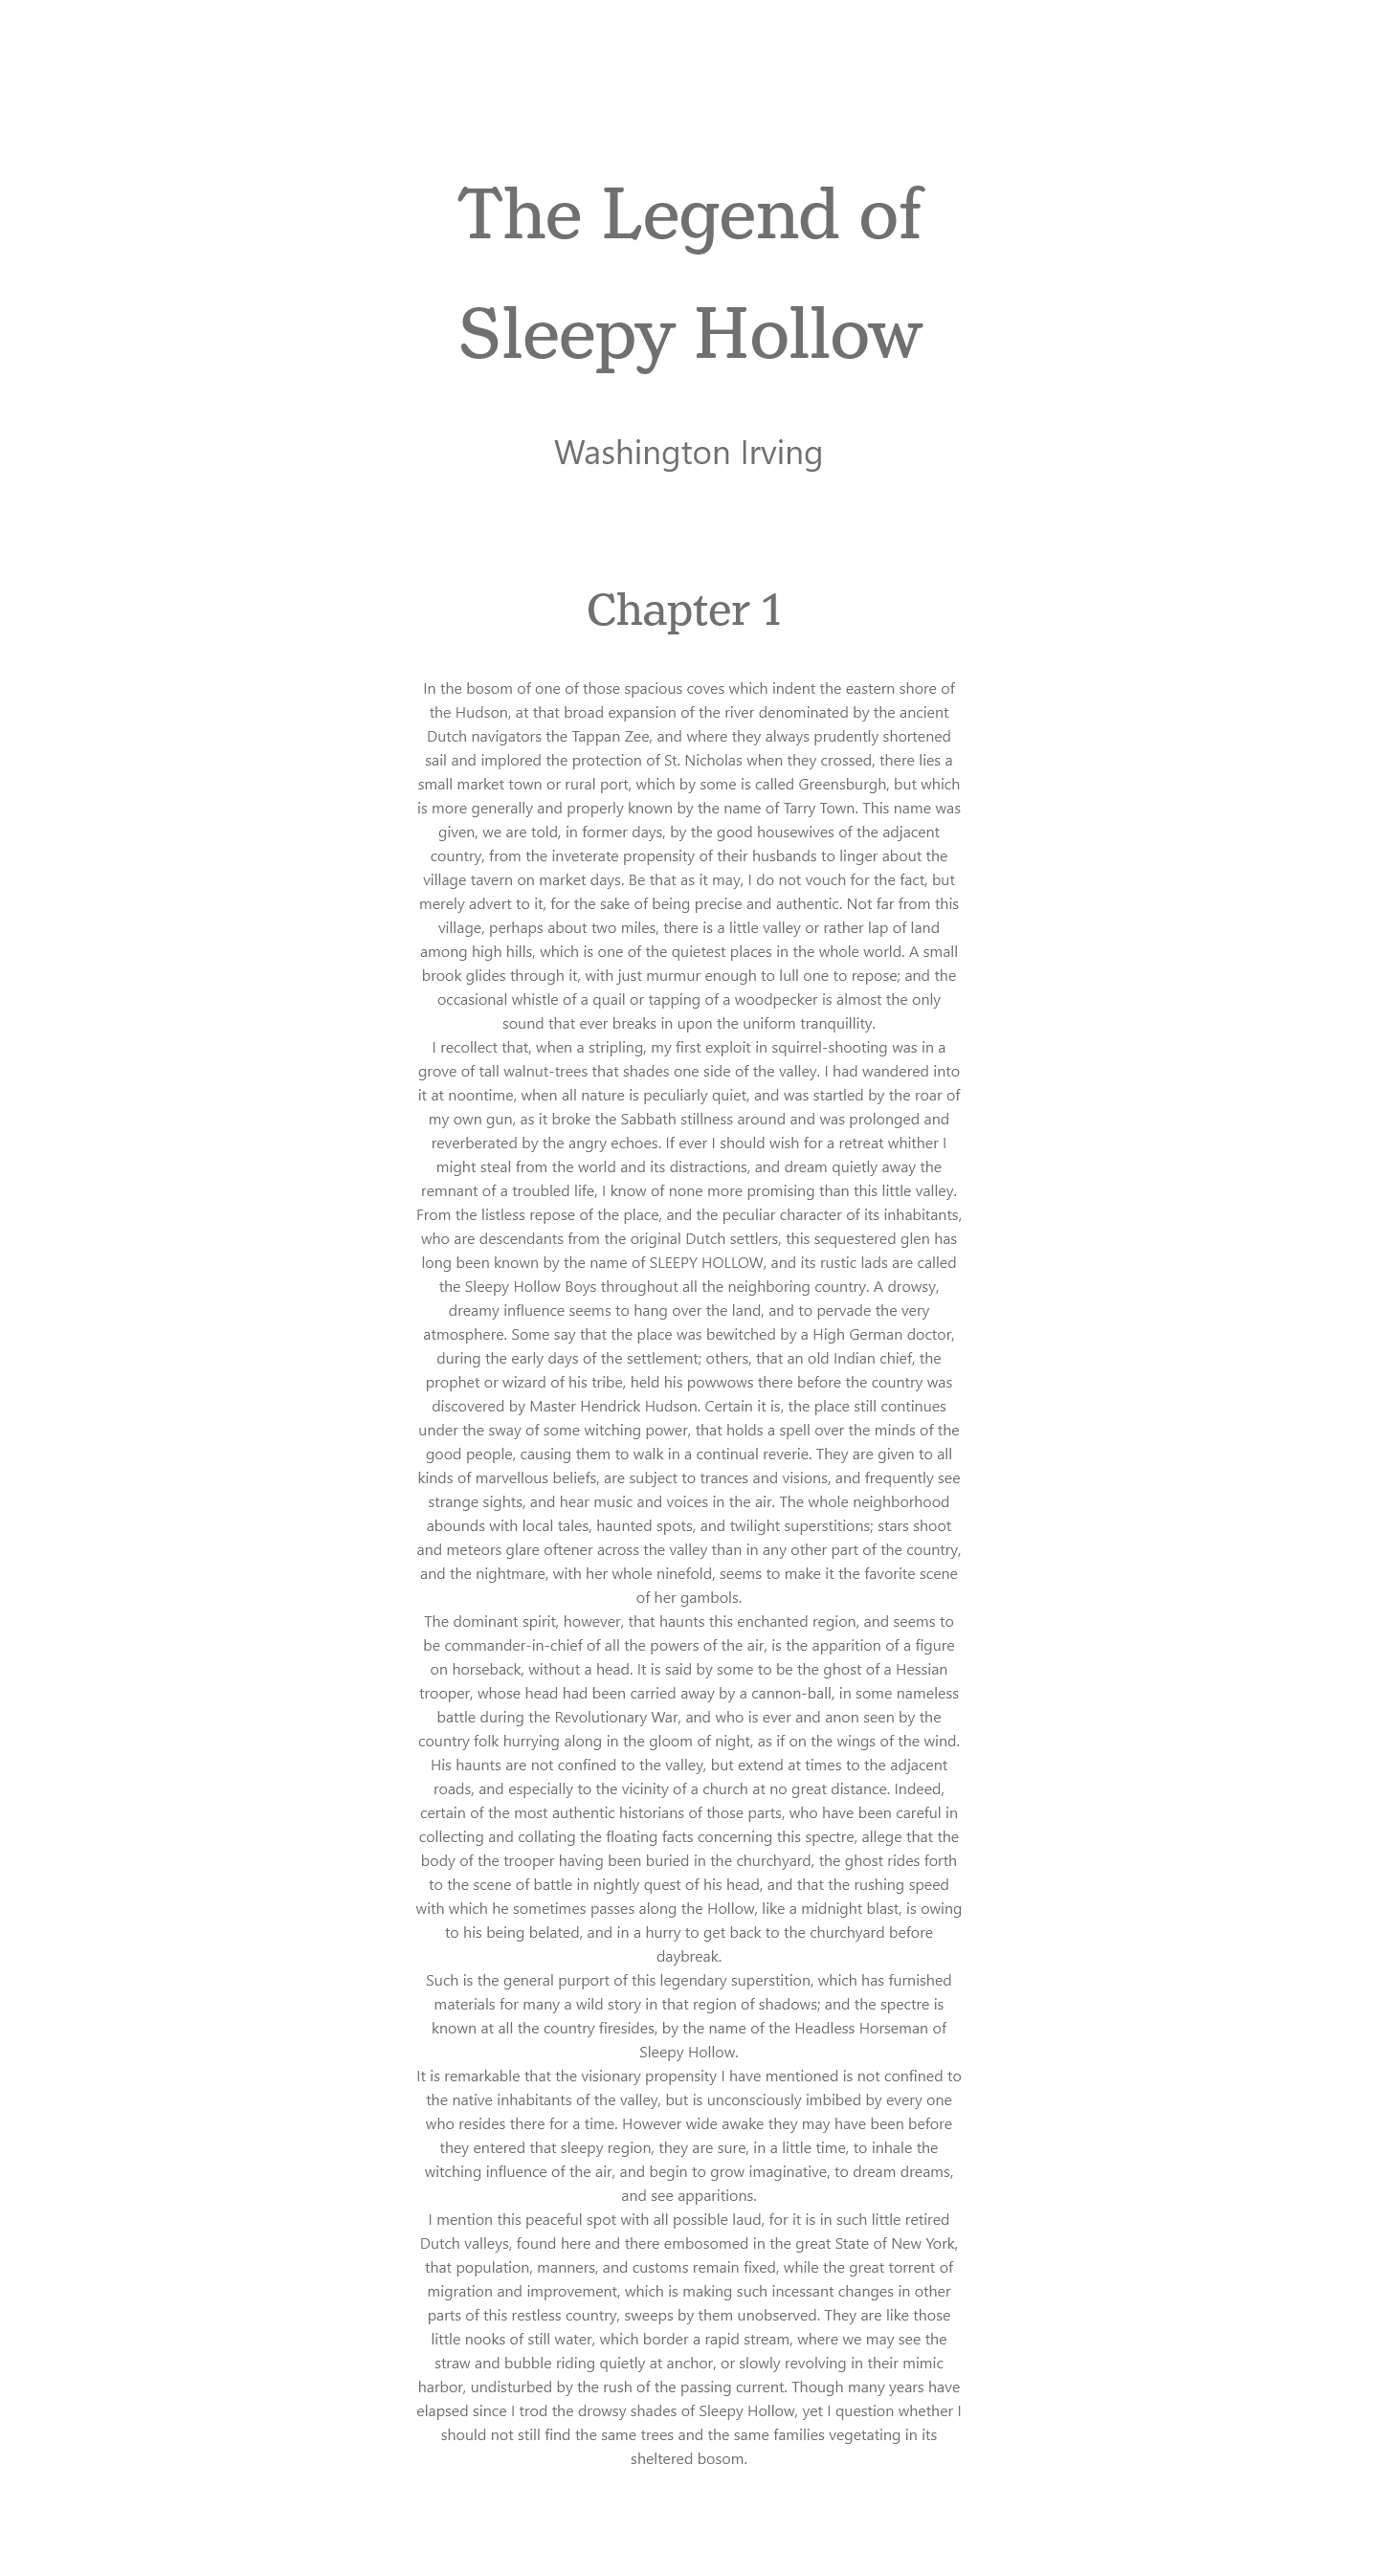 The Legend of
Sleepy Hollow
Washington Irving
Chapter 1
In the bosom of one of those spacious coves which indent the eastern shore of
the Hudson, at that broad expansion of the river denominated by the ancient
Dutch navigators the Tappan Zee, and where they always prudently shortened
sail and implored the protection of St. Nicholas when they crossed, there lies a
small market town or rural port, which by some is called Greensburgh, but which
is more generally and properly known by the name of Tarry Town. This name was
given, we are told, in former days, by the good housewives of the adjacent
country, from the inveterate propensity of their husbands to linger about the
village tavern on market days. Be that as it may, I do not vouch for the fact, but
merely advert to it, for the sake of being precise and authentic. Not far from this
village, perhaps about two miles, there is a little valley or rather lap of land
among high hills, which is one of the quietest places in the whole world. A small
brook glides through it, with just murmur enough to lull one to repose; and the
occasional whistle of a quail or tapping of a woodpecker is almost the only
sound that ever breaks in upon the uniform tranquillity.
I recollect that, when a stripling, my first exploit in squirrel-shooting was in a
grove of tall walnut-trees that shades one side of the valley. I had wandered into
it at noontime, when all nature is peculiarly quiet, and was startled by the roar of
my own gun, as it broke the Sabbath stillness around and was prolonged and
reverberated by the angry echoes. If ever I should wish for a retreat whither I
might steal from the world and its distractions, and dream quietly away the
remnant of a troubled life, I know of none more promising than this little valley.
From the listless repose of the place, and the peculiar character of its inhabitants,
who are descendants from the original Dutch settlers, this sequestered glen has
long been known by the name of SLEEPY HOLLOW, and its rustic lads are called
the Sleepy Hollow Boys throughout all the neighboring country. A drowsy,
dreamy influence seems to hang over the land, and to pervade the very
atmosphere. Some say that the place was bewitched by a High German doctor,
during the early days of the settlement; others, that an old Indian chief, the
prophet or wizard of his tribe, held his powwows there before the country was
discovered by Master Hendrick Hudson. Certain it is, the place still continues
under the sway of some witching power, that holds a spell over the minds of the
good people, causing them to walk in a continual reverie. They are given to all
kinds of marvellous beliefs, are subject to trances and visions, and frequently see
strange sights, and hear music and voices in the air. The whole neighborhood
abounds with local tales, haunted spots, and twilight superstitions; stars shoot
and meteors glare oftener across the valley than in any other part of the country,
and the nightmare, with her whole ninefold, seems to make it the favorite scene
of her gambols.
The dominant spirit, however, that haunts this enchanted region, and seems to
be commander-in-chief of all the powers of the air, is the apparition of a figure
on horseback, without a head. It is said by some to be the ghost of a Hessian
trooper, whose head had been carried away by a cannon-ball, in some nameless
battle during the Revolutionary War, and who is ever and anon seen by the
country folk hurrying along in the gloom of night, as if on the wings of the wind.
His haunts are not confined to the valley, but extend at times to the adjacent
roads, and especially to the vicinity of a church at no great distance. Indeed,
certain of the most authentic historians of those parts, who have been careful in
collecting and collating the floating facts concerning this spectre, allege that the
body of the trooper having been buried in the churchyard, the ghost rides forth
to the scene of battle in nightly quest of his head, and that the rushing speed
with which he sometimes passes along the Hollow, like a midnight blast, is owing
to his being belated, and in a hurry to get back to the churchyard before
daybreak.
Such is the general purport of this legendary superstition, which has furnished
materials for many a wild story in that region of shadows; and the spectre is
known at all the country firesides, by the name of the Headless Horseman of
Sleepy Hollow.
It is remarkable that the visionary propensity I have mentioned is not confined to
the native inhabitants of the valley, but is unconsciously imbibed by every one
who resides there for a time. However wide awake they may have been before
they entered that sleepy region, they are sure, in a little time, to inhale the
witching influence of the air, and begin to grow imaginative, to dream dreams,
and see apparitions.
I mention this peaceful spot with all possible laud, for it is in such little retired
Dutch valleys, found here and there embosomed in the great State of New York,
that population, manners, and customs remain fixed, while the great torrent of
migration and improvement, which is making such incessant changes in other
parts of this restless country, sweeps by them unobserved. They are like those
little nooks of still water, which border a rapid stream, where we may see the
straw and bubble riding quietly at anchor, or slowly revolving in their mimic
harbor, undisturbed by the rush of the passing current. Though many years have
elapsed since I trod the drowsy shades of Sleepy Hollow, yet I question whether I
should not still find the same trees and the same families vegetating in its
sheltered bosom.